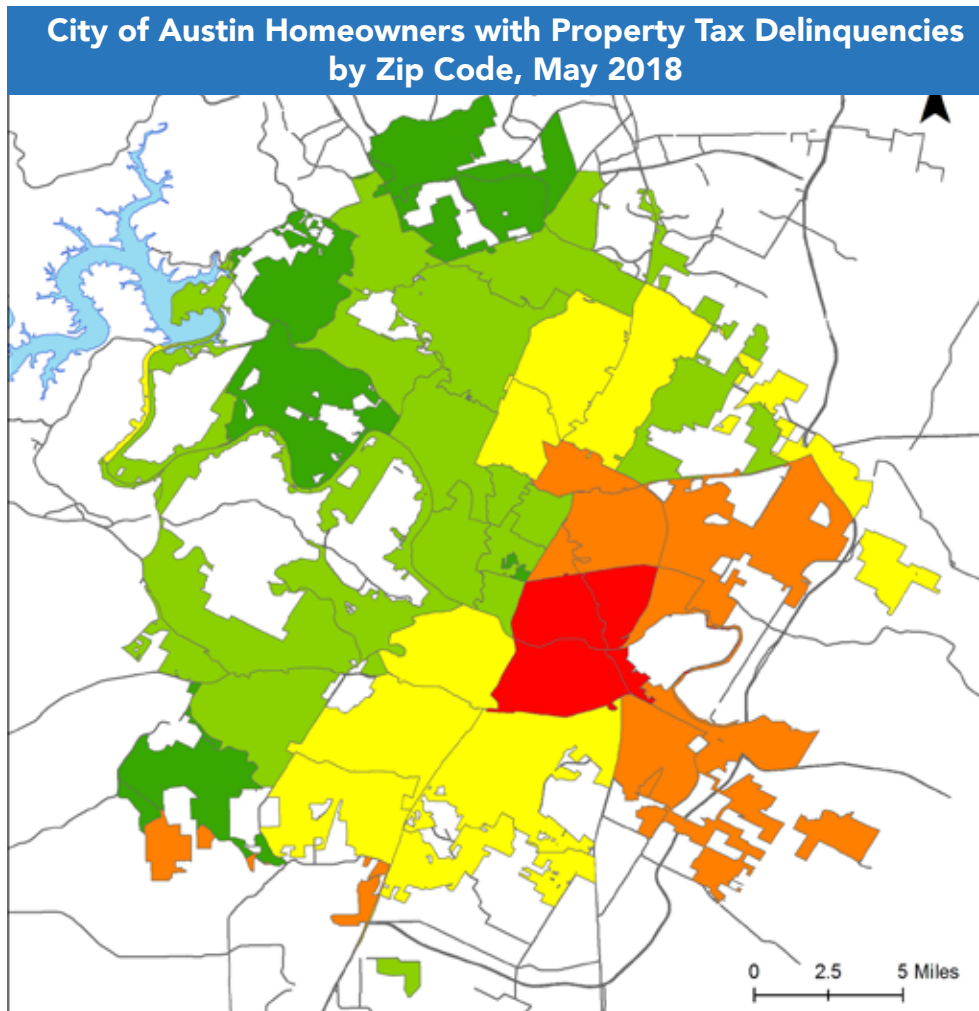 City of Austin Homeowners with Property Tax Delinquencies
by Zip Code, May 2018
0 2.5 5 Miles